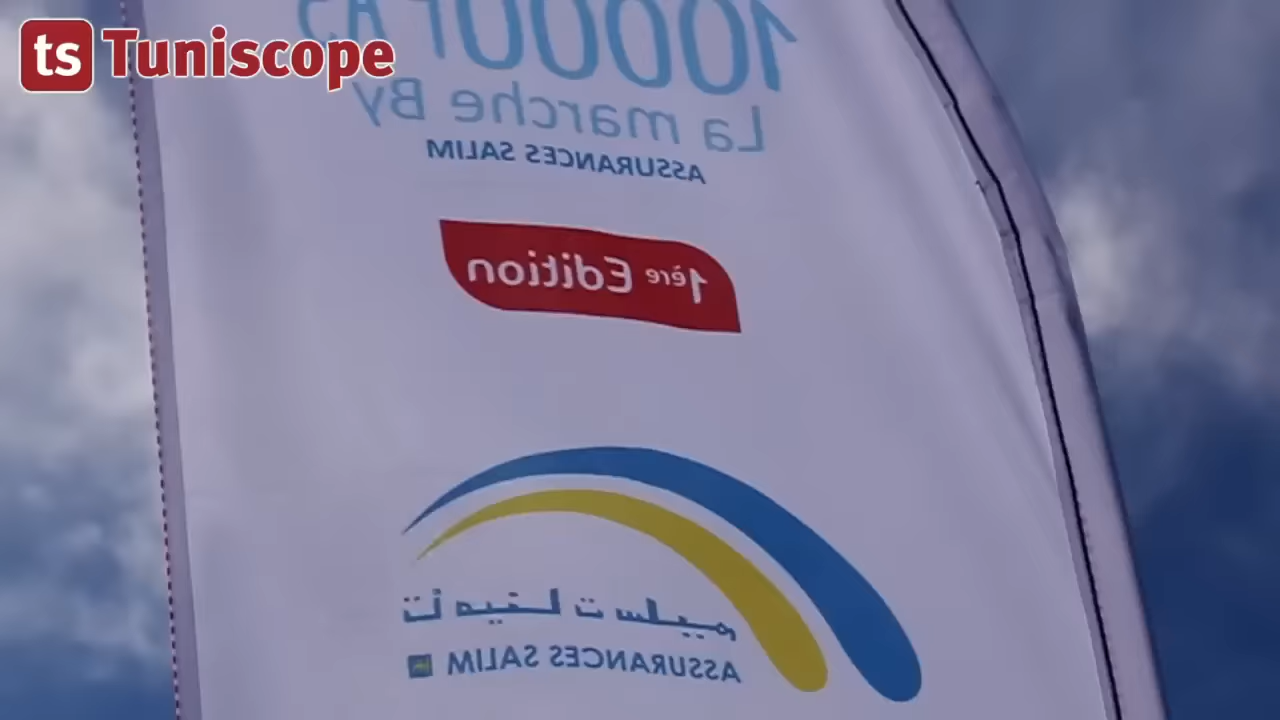 ts Tuniscope
La marche By
ASSURANCES SALIM
1ère Edition
تأمينات سليم
ASSURANCES SALIM